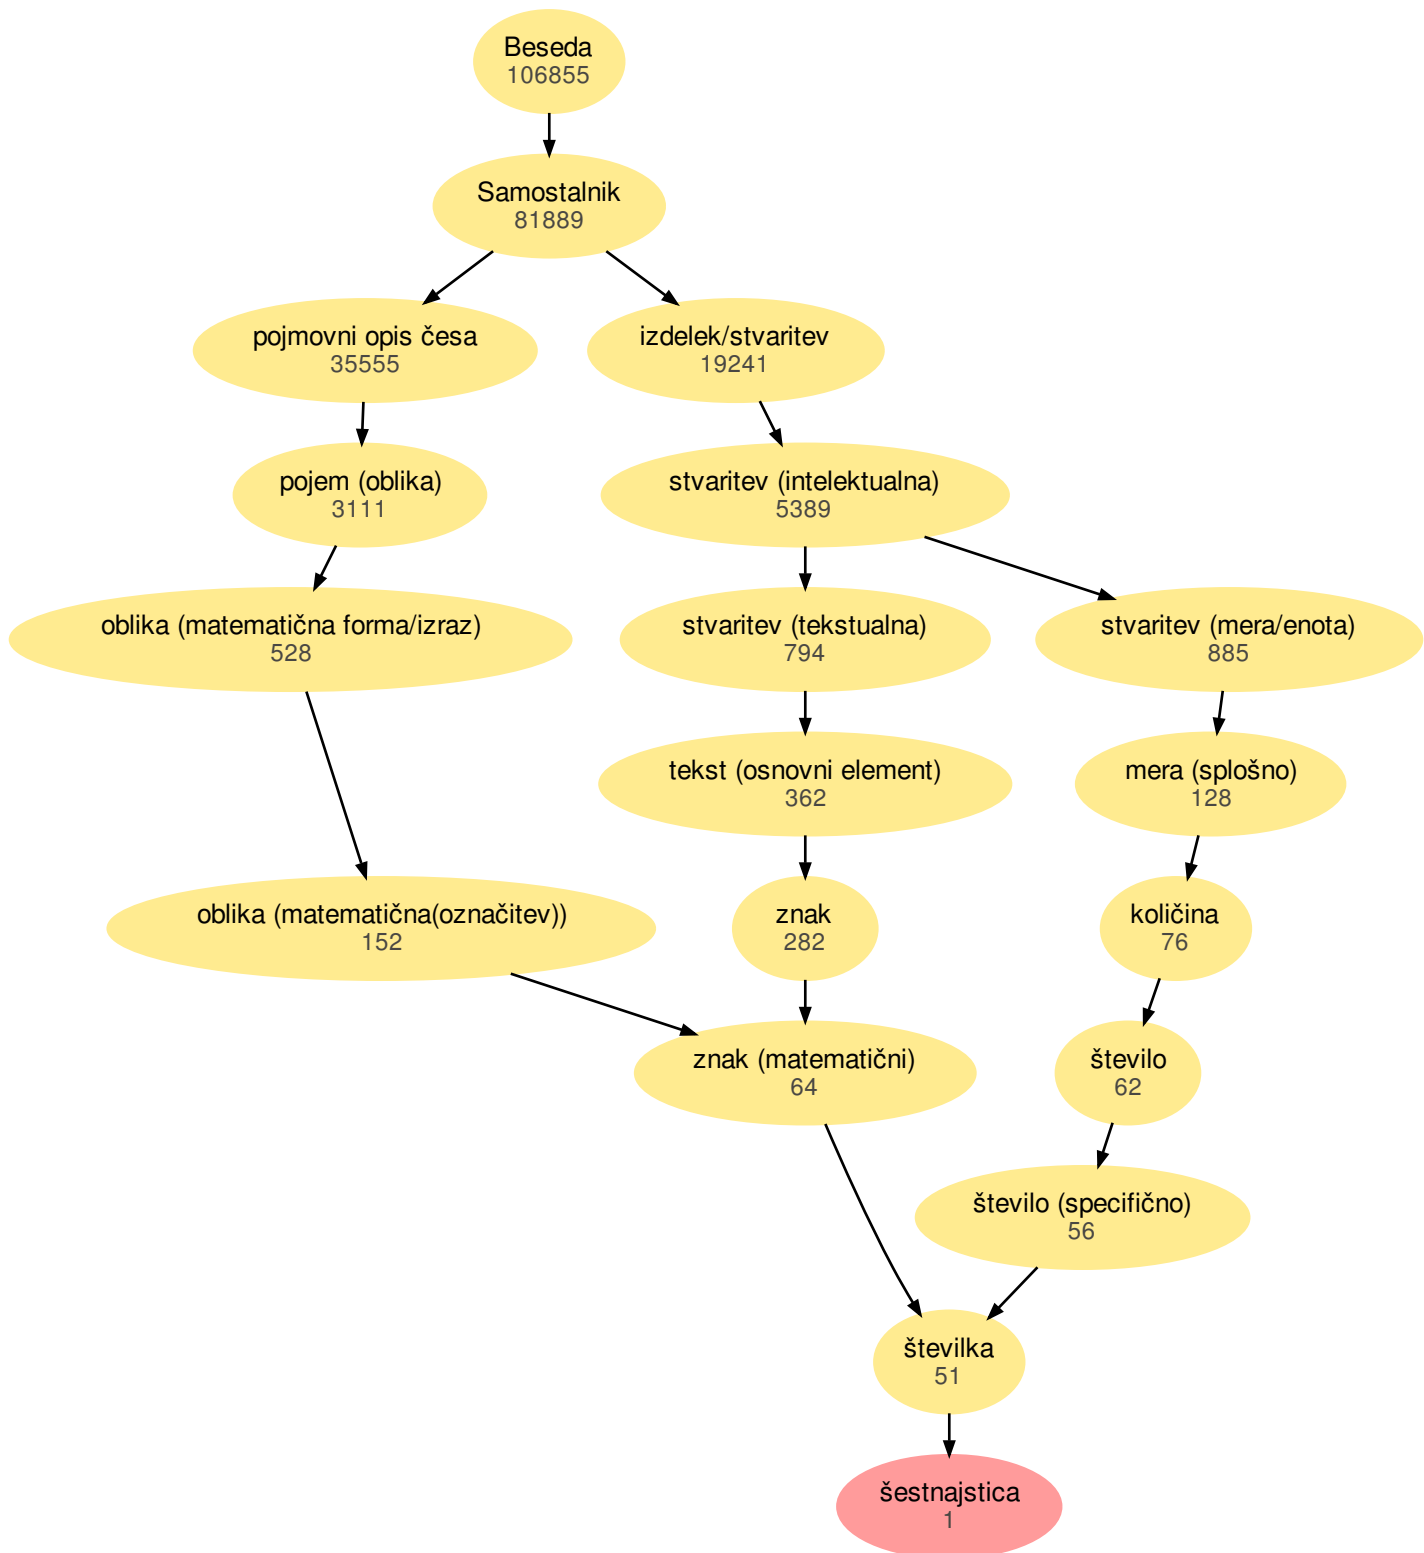 Beseda
106855
Samostalnik
81889
pojmovni opis česa
35555
izdelek/stvaritev
19241
pojem (oblika)
3111
stvaritev (intelektualna)
5389
oblika (matematična forma/izraz)
528
stvaritev (tekstualna)
794
stvaritev (mera/enota)
885
tekst (osnovni element)
362
mera (splošno)
128
oblika (matematična(označitev))
152
znak
282
količina
76
znak (matematični)
64
število
62
število (specifično)
56
številka
51
šestnajstica
1